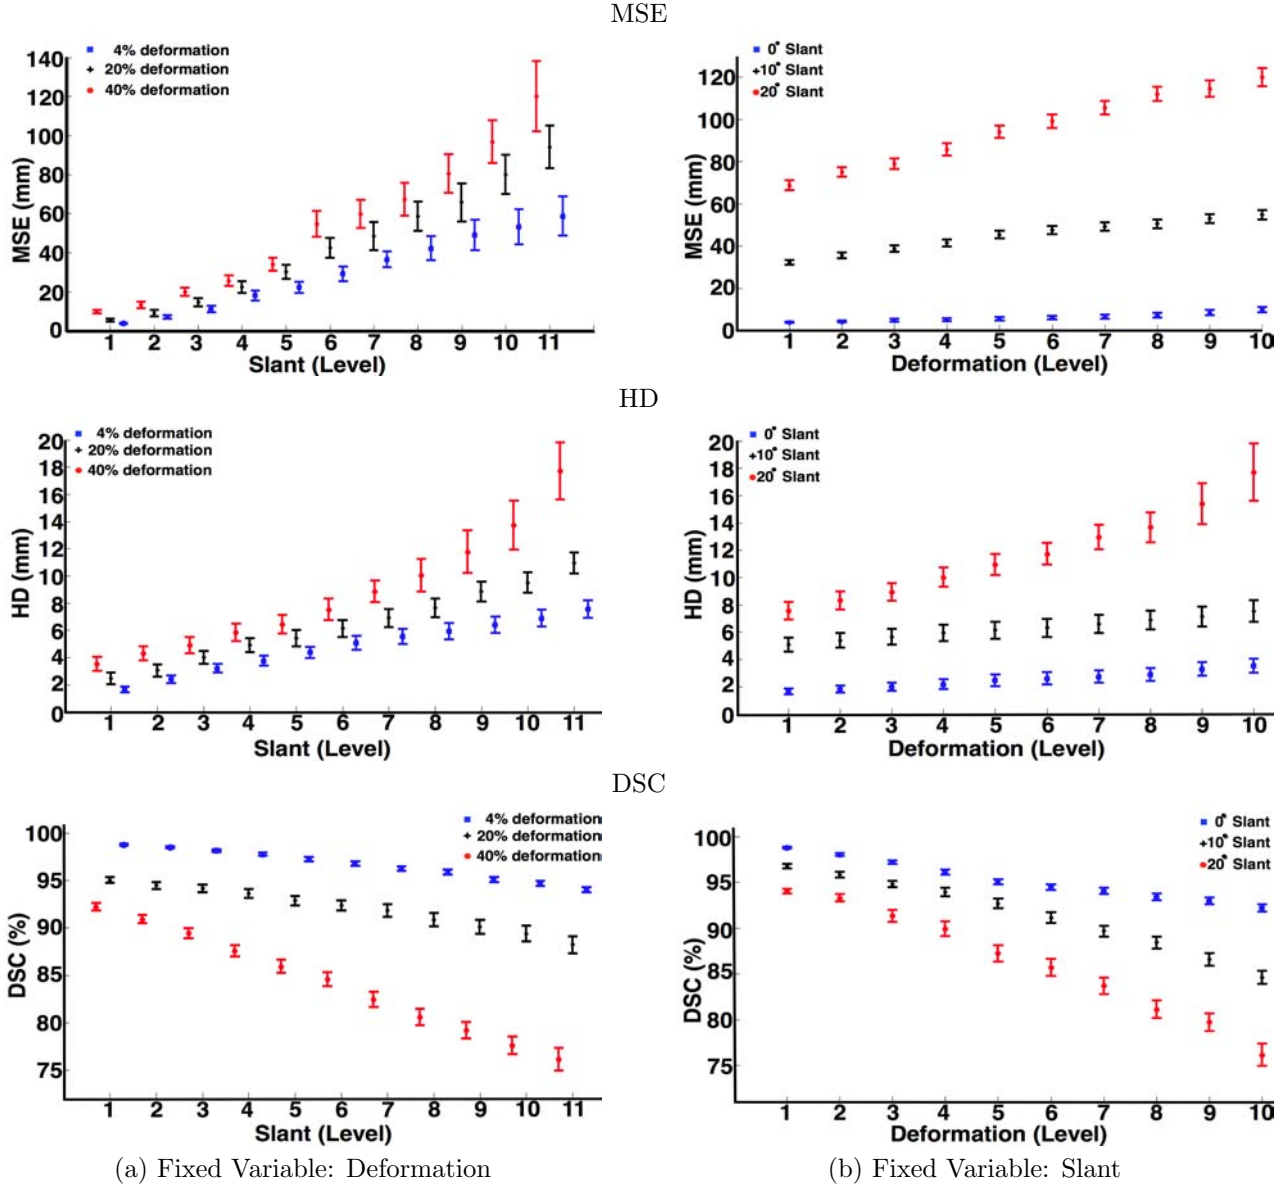 MSE
4% deformation
20% deformation
40% deformation
140
120
100
80
60
40
20
0
MSE (mm)
1 2 3 4 5 6 7 8 9 10 11
Slant (Level)
0° Slant
10° Slant
20° Slant
120
100
80
60
40
20
0
MSE (mm)
1 2 3 4 5 6 7 8 9 10
Deformation (Level)
HD
4% deformation
20% deformation
40% deformation
20
18
16
14
12
10
8
6
4
2
0
HD (mm)
1 2 3 4 5 6 7 8 9 10 11
Slant (Level)
0° Slant
10° Slant
20° Slant
20
18
16
14
12
10
8
6
4
2
0
HD (mm)
1 2 3 4 5 6 7 8 9 10
Deformation (Level)
DSC
4% deformation
20% deformation
40% deformation
100
95
90
85
80
75
DSC (%)
1 2 3 4 5 6 7 8 9 10 11
Slant (Level)
0° Slant
10° Slant
20° Slant
100
95
90
85
80
75
DSC (%)
1 2 3 4 5 6 7 8 9 10
Deformation (Level)
(a) Fixed Variable: Deformation
(b) Fixed Variable: Slant